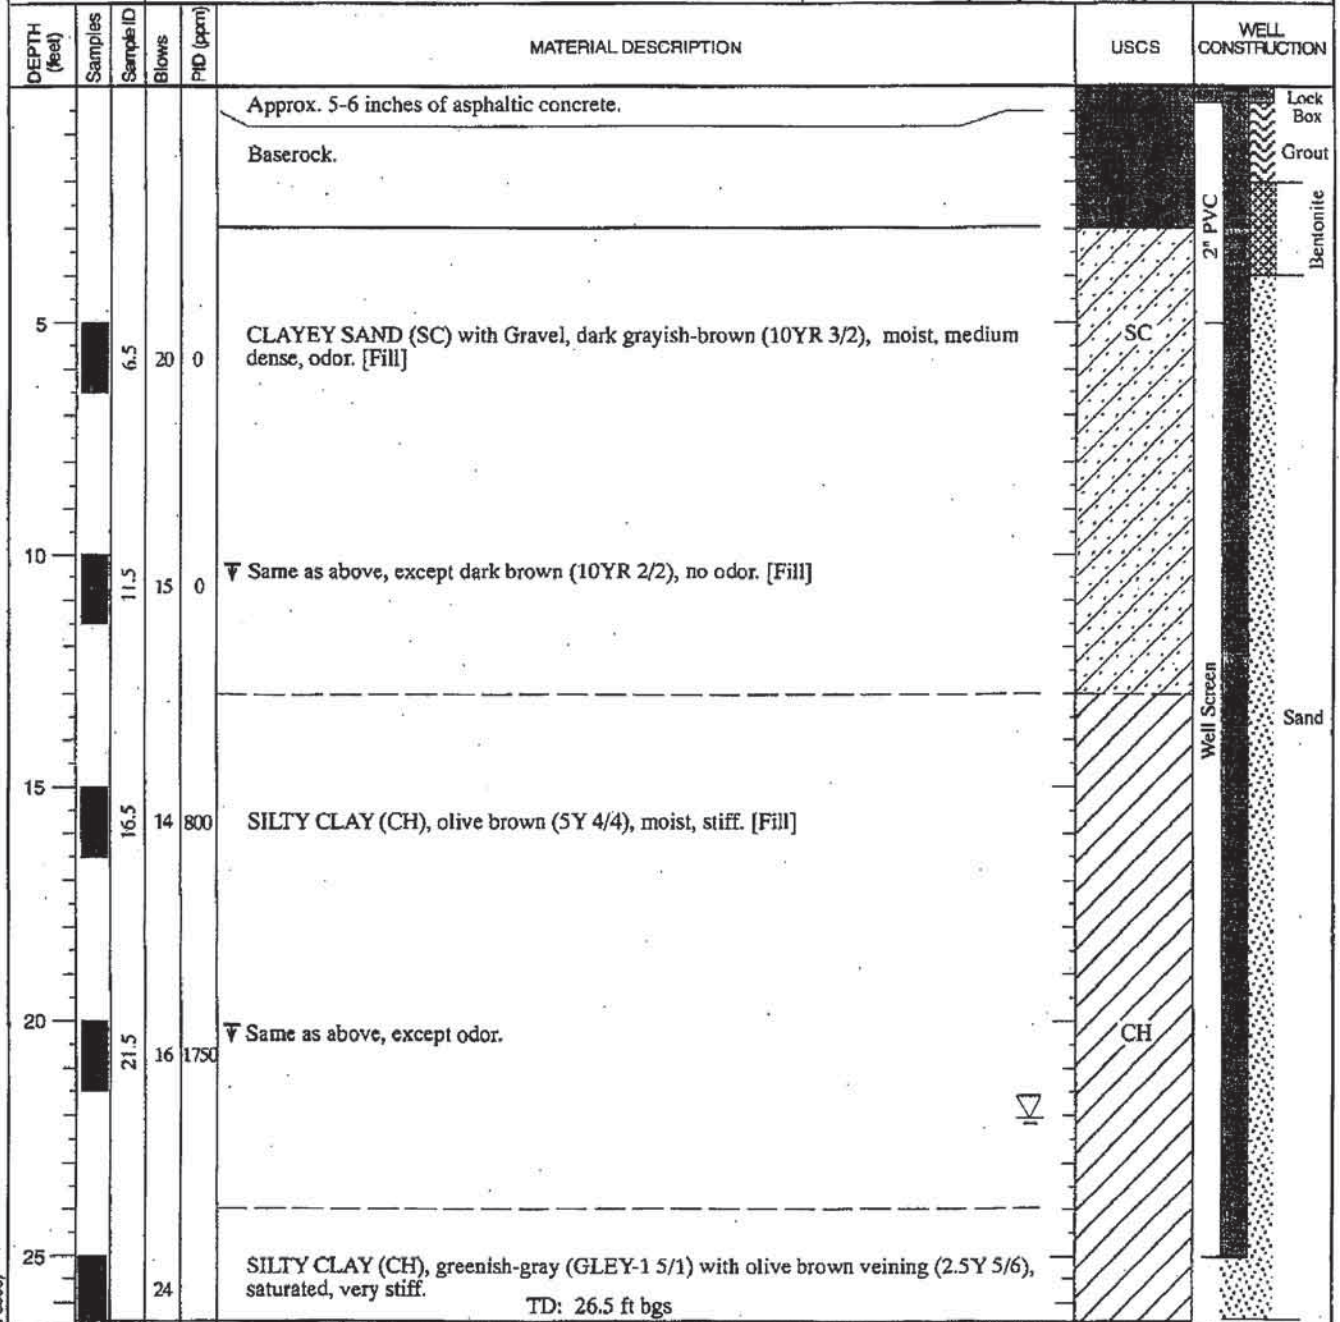 DEPTH (feet)
Samples
Sample ID
Blows
PID (ppm)
MATERIAL DESCRIPTION
USCS
WELL
CONSTRUCTION
Approx. 5-6 inches of asphaltic concrete.
Lock
Box
Baserock.
Grout
2" PVC
Bentonite
5
6.5
20
0
CLAYEY SAND (SC) with Gravel, dark grayish-brown (10YR 3/2), moist, medium
dense, odor. [Fill]
SC
10
11.5
15
0
Same as above, except dark brown (10YR 2/2), no odor. [Fill]
Well Screen
Sand
15
16.5
14
800
SILTY CLAY (CH), olive brown (5Y 4/4), moist, stiff. [Fill]
20
21.5
16
1750
Same as above, except odor.
CH
25
24
SILTY CLAY (CH), greenish-gray (GLEY-1 5/1) with olive brown veining (2.5Y 5/6),
saturated, very stiff.
TD: 26.5 ft bgs